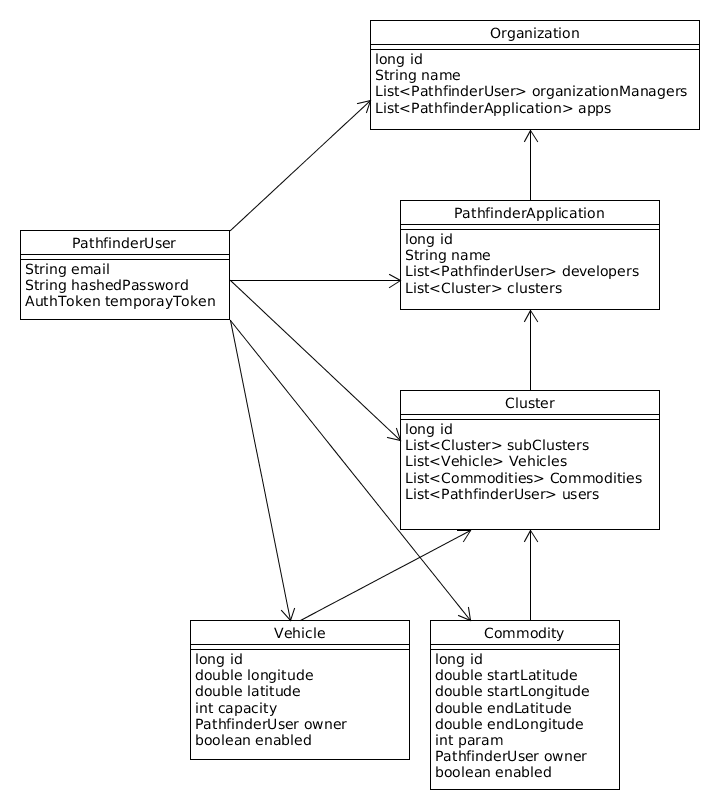 Organization
long id
String name
List<PathfinderUser> organizationManagers
List<PathfinderApplication> apps
PathfinderApplication
long id
String name
List<PathfinderUser> developers
List<Cluster> clusters
PathfinderUser
String email
String hashedPassword
AuthToken temporayToken
Cluster
long id
List<Cluster> subClusters
List<Vehicle> Vehicles
List<Commodities> Commodities
List<PathfinderUser> users
Vehicle
long id
double longitude
double latitude
int capacity
PathfinderUser owner
boolean enabled
Commodity
long id
double startLatitude
double startLongitude
double endLatitude
double endLongitude
int param
PathfinderUser owner
boolean enabled